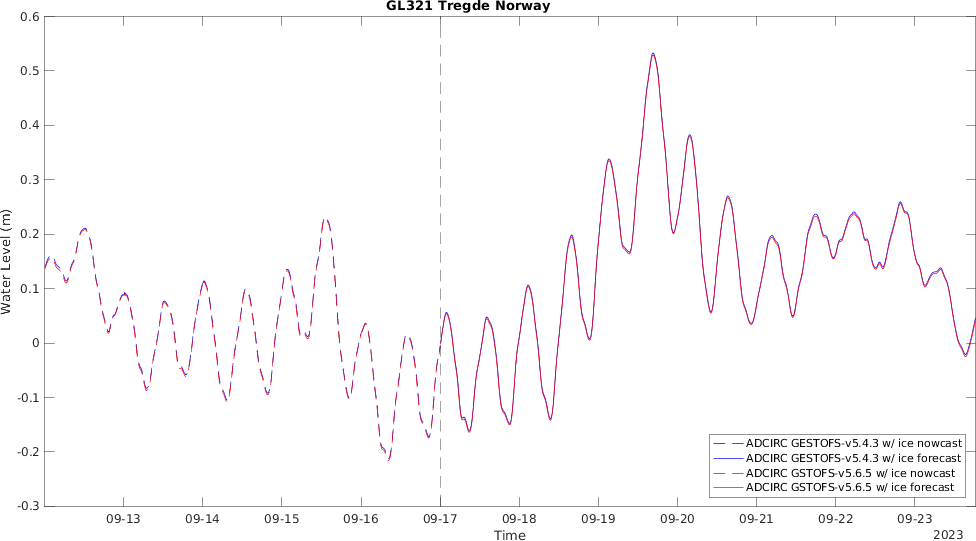 GL321 Tregde Norway
Water Level (m)
0.6
0.5
0.4
0.3
0.2
0.1
0
-0.1
-0.2
-0.3
09-13 09-14 09-15 09-16 09-17 09-18 09-19 09-20 09-21 09-22 09-23
Time
2023
ADCIRC GESTOFS-v5.4.3 w/ ice nowcast
ADCIRC GESTOFS-v5.4.3 w/ ice forecast
ADCIRC GSTOFS-v5.6.5 w/ ice nowcast
ADCIRC GSTOFS-v5.6.5 w/ ice forecast